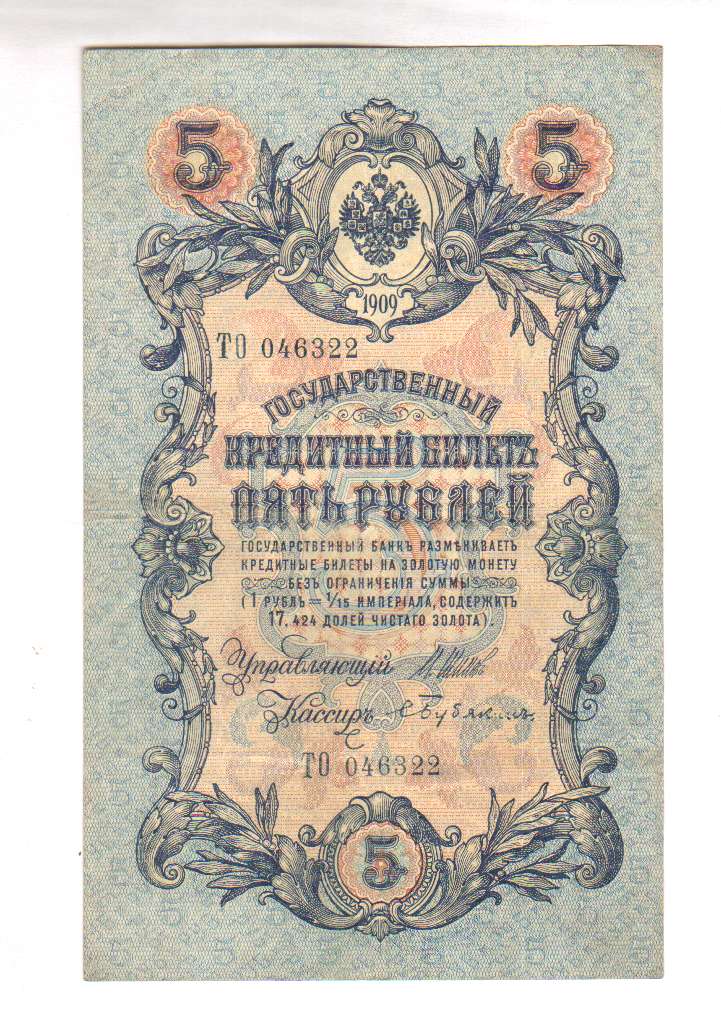 5 5
1909
ТО 046322
ГОСУДАРСТВЕННЫЙ
КРЕДИТНЫЙ БИЛЕТЪ
ПЯТЬ РУБЛЕЙ
ГОСУДАРСТВЕННЫЙ БАНКЪ РАЗМѢНИВАЕТЪ
КРЕДИТНЫЕ БИЛЕТЫ НА ЗОЛОТУЮ МОНЕТУ
БЕЗЪ ОГРАНИЧЕНІЯ СУММЫ
(1 РУБЛЬ = 1/15 ИМПЕРІАЛА, СОДЕРЖИТЪ
17,424 ДОЛЕЙ ЧИСТАГО ЗОЛОТА).
Управляющій
Кассиръ
ТО 046322
5